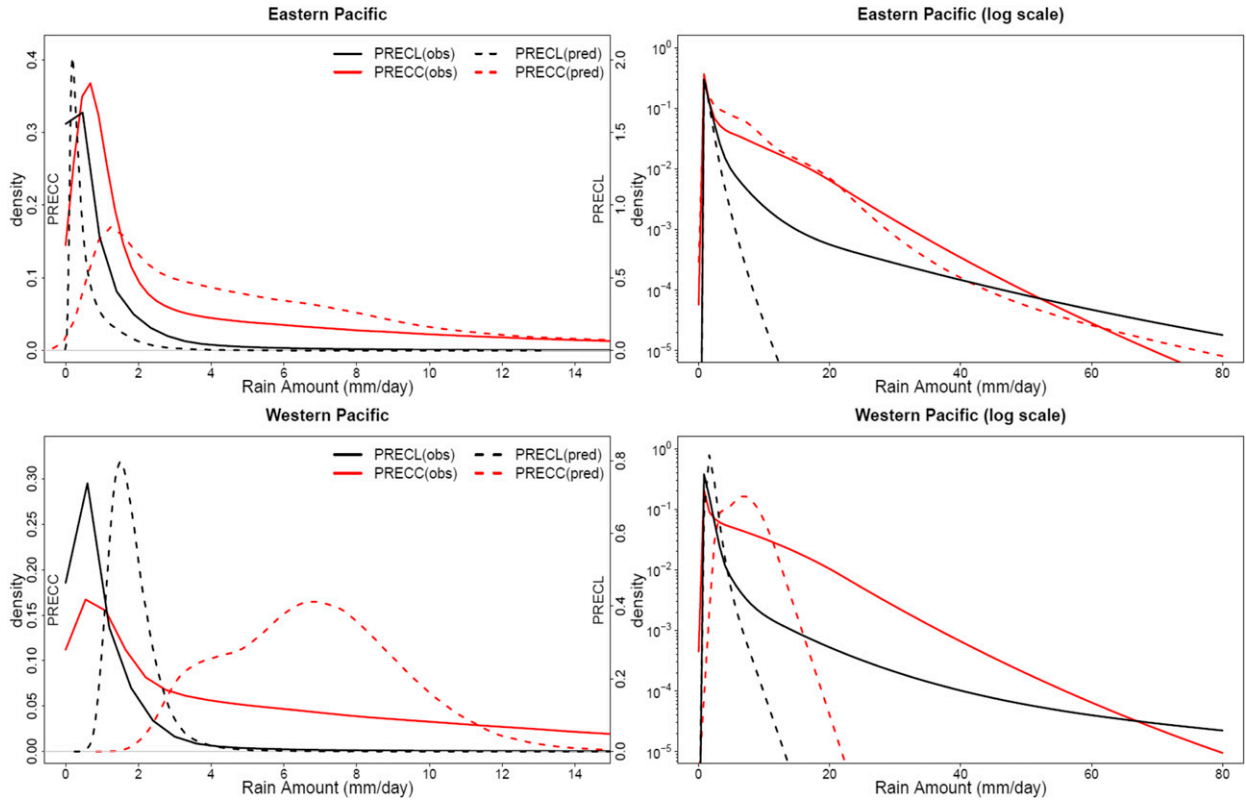 Eastern Pacific
PRECL(obs) PRECL(pred)
PRECC(obs) PRECC(pred)
density
PRECC
PRECL
0.0 0.1 0.2 0.3 0.4
0.0 0.5 1.0 1.5 2.0
0 2 4 6 8 10 12 14
Rain Amount (mm/day)
Eastern Pacific (log scale)
density
10^0
10^-1
10^-2
10^-3
10^-4
10^-5
0 20 40 60 80
Rain Amount (mm/day)
Western Pacific
PRECL(obs) PRECL(pred)
PRECC(obs) PRECC(pred)
density
PRECC
PRECL
0.00 0.05 0.10 0.15 0.20 0.25 0.30
0.0 0.2 0.4 0.6 0.8
0 2 4 6 8 10 12 14
Rain Amount (mm/day)
Western Pacific (log scale)
density
10^0
10^-1
10^-2
10^-3
10^-4
10^-5
0 20 40 60 80
Rain Amount (mm/day)